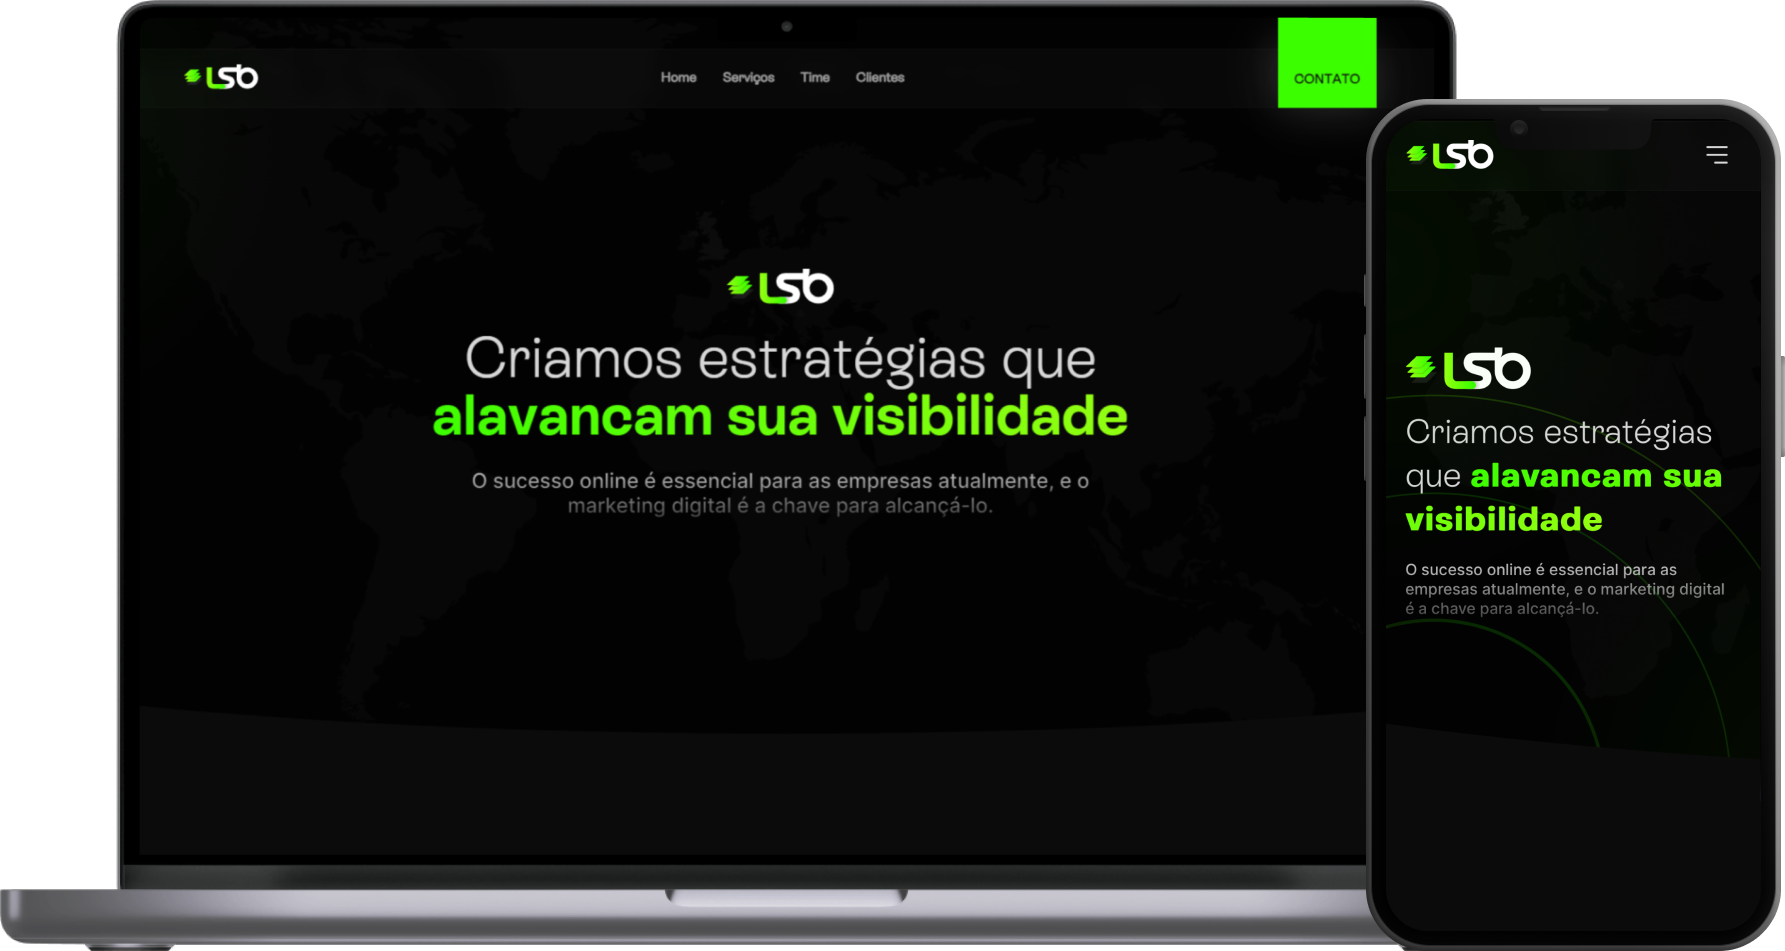 Lsb
Home Serviços Time Clientes
CONTATO
Lsb
Criamos estratégias que
alavancam sua visibilidade
O sucesso online é essencial para as empresas atualmente, e o
marketing digital é a chave para alcançá-lo.
Lsb
Lsb
Criamos estratégias
que alavancam sua
visibilidade
O sucesso online é essencial para as
empresas atualmente, e o marketing digital
é a chave para alcançá-lo.